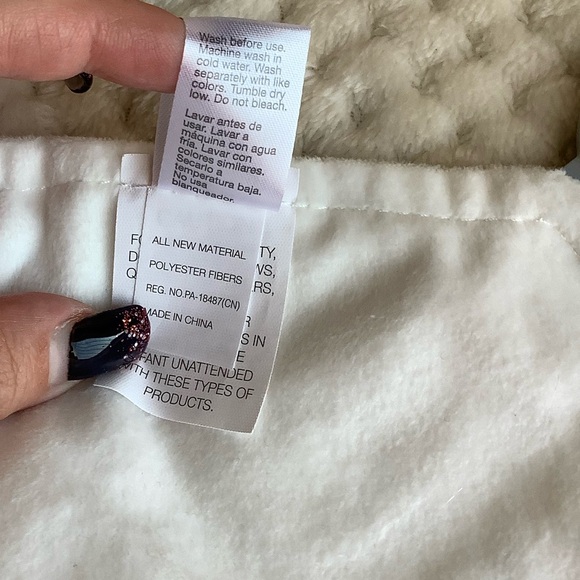 Wash before use.
Machine wash in
cold water. Wash
separately with like
colors. Tumble dry
low. Do not bleach.
Lavar antes de
usar. Lavar a
máquina con agua
fría. Lavar con
colores similares.
Secarlo a
temperatura baja.
No usa
blanqueador.
ALL NEW MATERIAL
POLYESTER FIBERS
REG. NO.PA-18487(CN)
MADE IN CHINA
IN
UNATTENDED
WITH THESE TYPES OF
PRODUCTS.